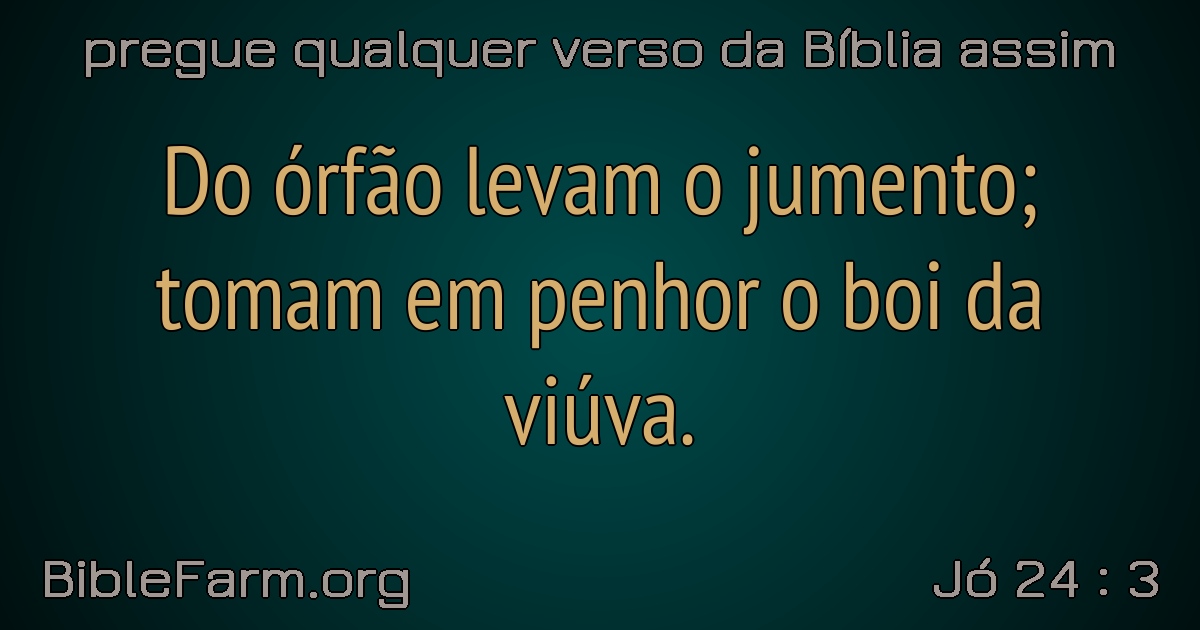 pregue qualquer verso da Bíblia assim
Do órfão levam o jumento;
tomam em penhor o boi da
viúva.
BibleFarm.org
Jó 24 : 3